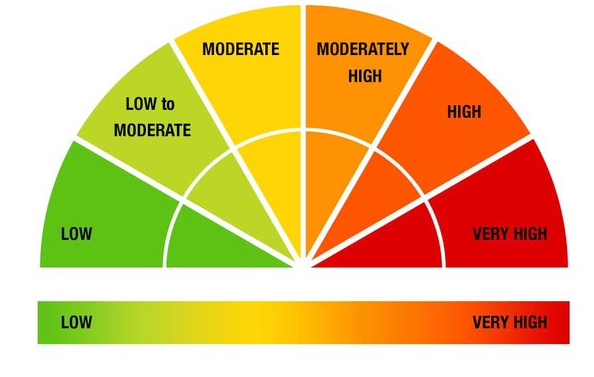 MODERATE
MODERATELY
HIGH
LOW to
MODERATE
HIGH
LOW
VERY HIGH
LOW
VERY HIGH